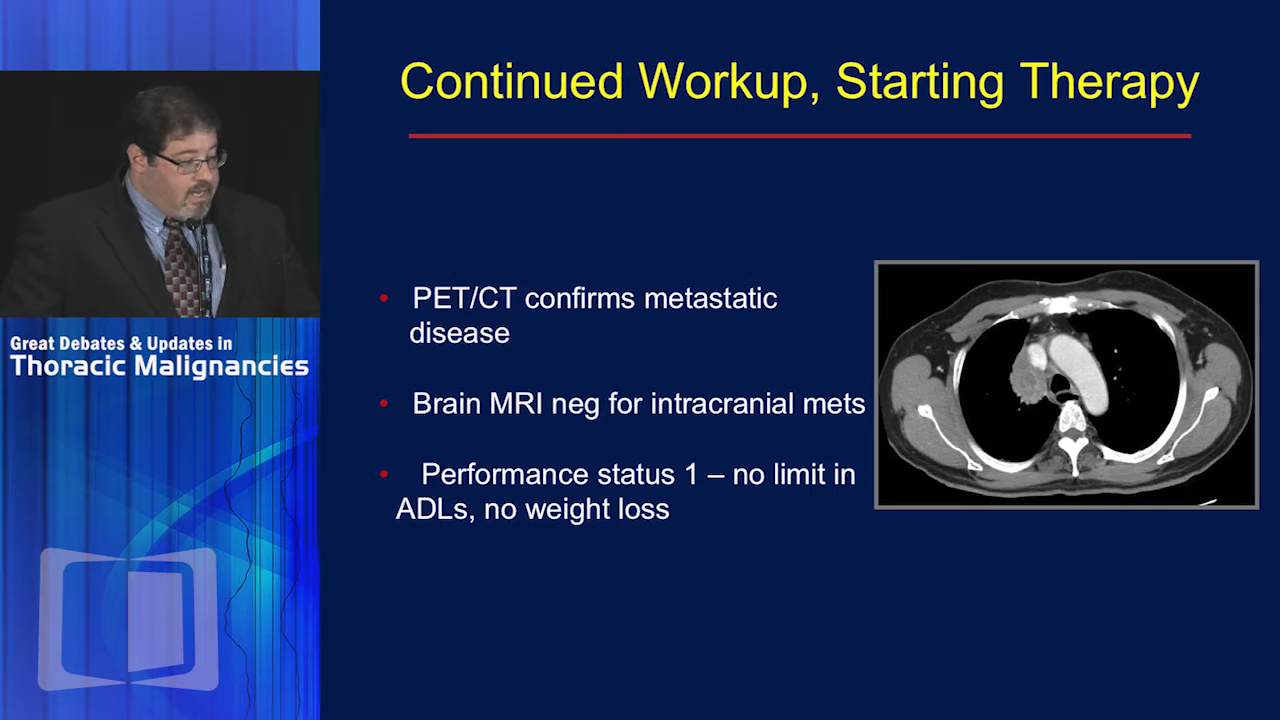 Continued Workup, Starting Therapy
Great Debates & Updates in
Thoracic Malignancies
• PET/CT confirms metastatic
disease
• Brain MRI neg for intracranial mets
• Performance status 1 – no limit in
ADLs, no weight loss